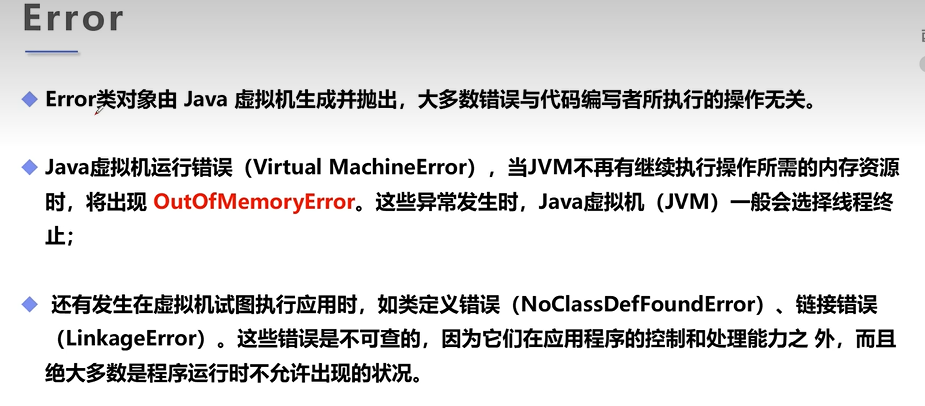 Error
Error类对象由 Java 虚拟机生成并抛出，大多数错误与代码编写者所执行的操作无关。
Java虚拟机运行错误（Virtual MachineError），当JVM不再有继续执行操作所需的内存资源
时，将出现 OutOfMemoryError。这些异常发生时，Java虚拟机（JVM）一般会选择线程终
止；
还有发生在虚拟机试图执行应用时，如类定义错误（NoClassDefFoundError）、链接错误
（LinkageError）。这些错误是不可查的，因为它们在应用程序的控制和处理能力之 外，而且
绝大多数是程序运行时不允许出现的状况。